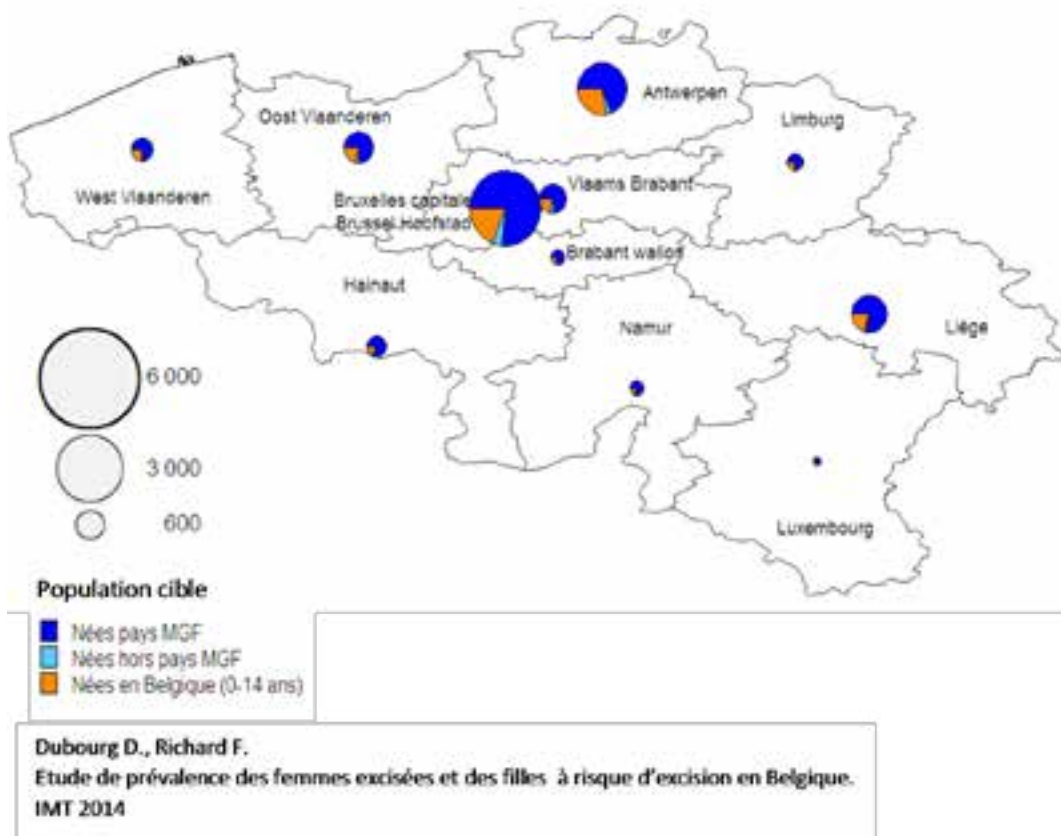 Antwerpen
Oost Vlaanderen
Limburg
West Vlaanderen
Bruxelles capitale
Vlaams Brabant
Brussel Hoofstad
Brabant wallon
Hainaut
Namur
Liège
Luxembourg
6 000
3 000
600
Population cible
Nées pays MGF
Nées hors pays MGF
Nées en Belgique (0-14 ans)
Dubourg D., Richard F.
Etude de prévalence des femmes excisées et des filles à risque d'excision en Belgique.
IMT 2014